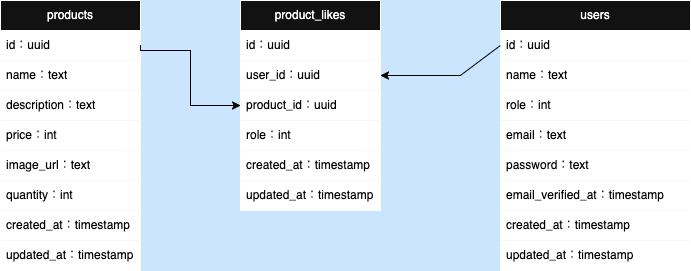 products
id：uuid
name：text
description：text
price：int
image_url：text
quantity：int
created_at：timestamp
updated_at：timestamp
product_likes
id：uuid
user_id：uuid
product_id：uuid
role：int
created_at：timestamp
updated_at：timestamp
users
id：uuid
name：text
role：int
email：text
password：text
email_verified_at：timestamp
created_at：timestamp
updated_at：timestamp